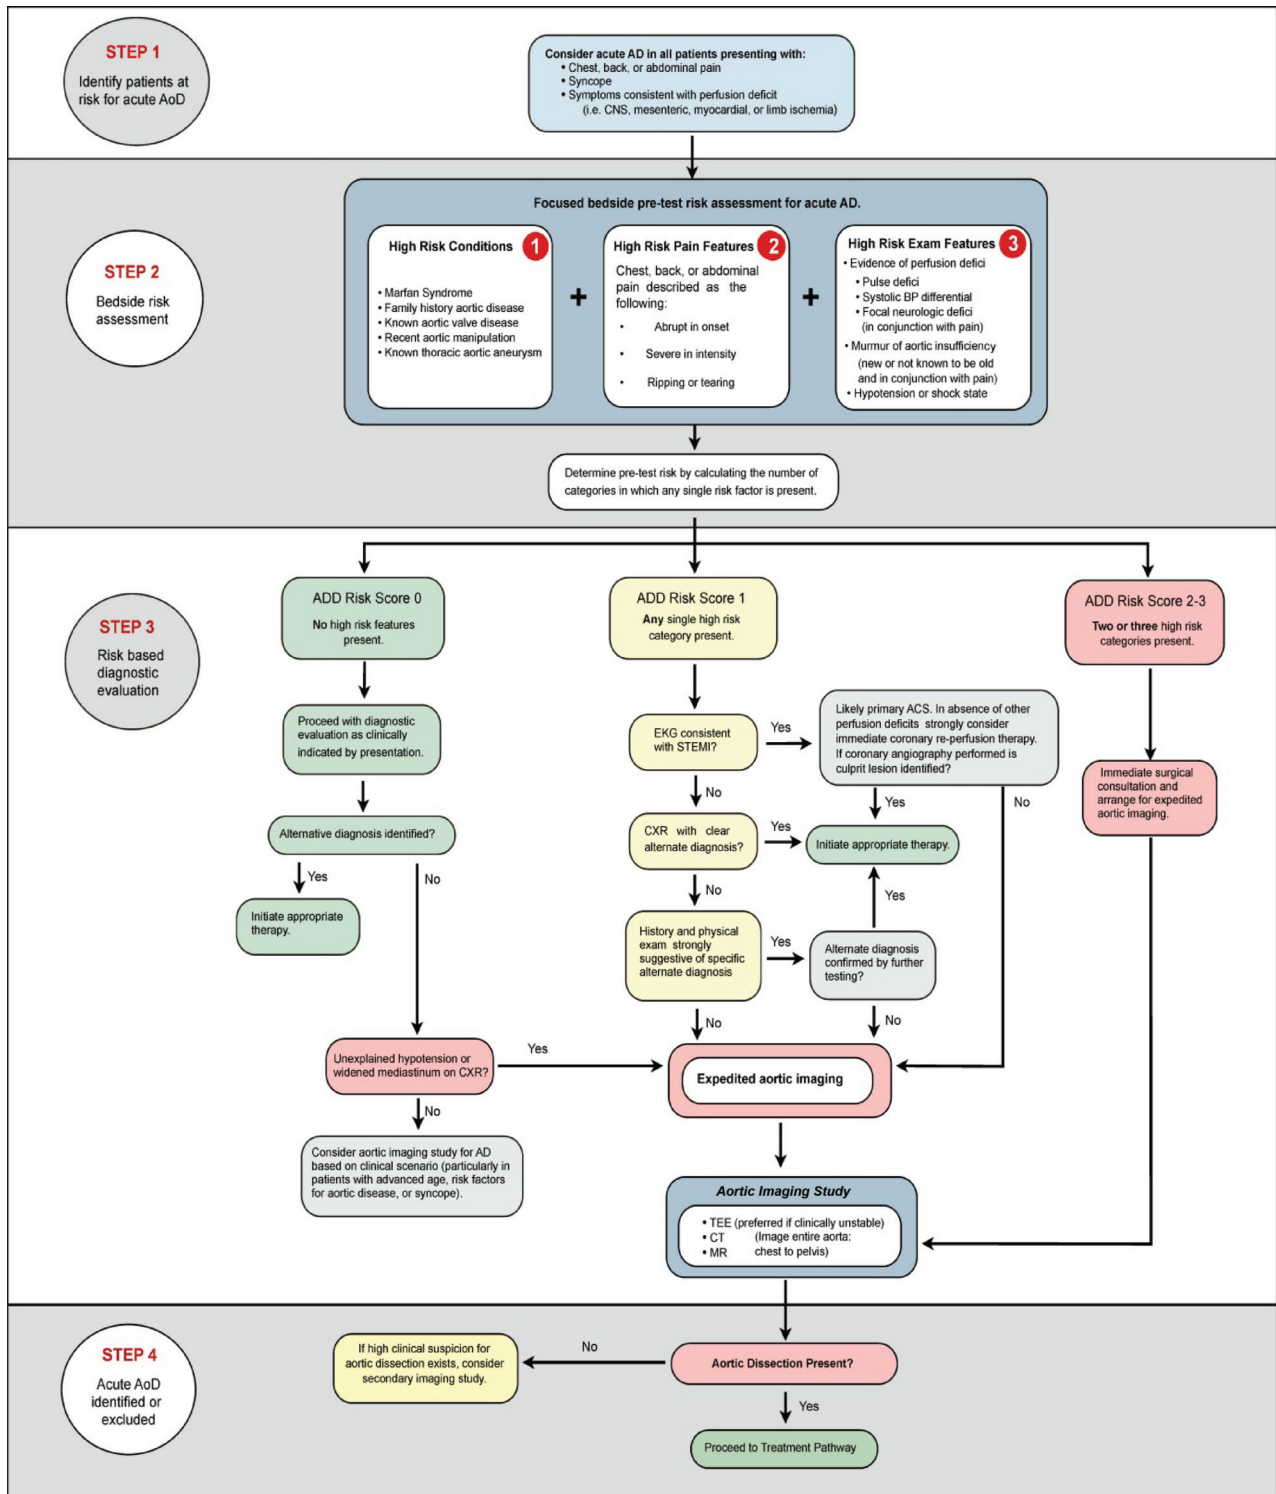 STEP 1
Identify patients at
risk for acute AoD
Consider acute AD in all patients presenting with:
• Chest, back, or abdominal pain
• Syncope
• Symptoms consistent with perfusion deficit
(i.e. CNS, mesenteric, myocardial, or limb ischemia)
STEP 2
Bedside risk
assessment
Focused bedside pre-test risk assessment for acute AD.
High Risk Conditions
1
• Marfan Syndrome
• Family history aortic disease
• Known aortic valve disease
• Recent aortic manipulation
• Known thoracic aortic aneurysm
+
High Risk Pain Features
2
Chest, back, or abdominal
pain described as the
following:
• Abrupt in onset
• Severe in intensity
• Ripping or tearing
+
High Risk Exam Features
3
• Evidence of perfusion defici
• Pulse defici
• Systolic BP differential
• Focal neurologic defici
(in conjunction with pain)
• Murmur of aortic insufficiency
(new or not known to be old
and in conjunction with pain)
• Hypotension or shock state
Determine pre-test risk by calculating the number of
categories in which any single risk factor is present.
STEP 3
Risk based
diagnostic
evaluation
ADD Risk Score 0
No high risk features
present.
Proceed with diagnostic
evaluation as clinically
indicated by presentation.
Alternative diagnosis identified?
Yes
No
Initiate appropriate
therapy.
Unexplained hypotension or
widened mediastinum on CXR?
Yes
No
Consider aortic imaging study for AD
based on clinical scenario (particularly in
patients with advanced age, risk factors
for aortic disease, or syncope).
ADD Risk Score 1
Any single high risk
category present.
EKG consistent
with STEMI?
Yes
No
Likely primary ACS. In absence of other
perfusion deficits strongly consider
immediate coronary re-perfusion therapy.
If coronary angiography performed is
culprit lesion identified?
Yes
No
CXR with clear
alternate diagnosis?
Yes
No
Initiate appropriate therapy.
History and physical
exam strongly
suggestive of specific
alternate diagnosis
Yes
No
Alternate diagnosis
confirmed by further
testing?
Yes
No
Expedited aortic imaging
ADD Risk Score 2-3
Two or three high risk
categories present.
Immediate surgical
consultation and
arrange for expedited
aortic imaging.
Aortic Imaging Study
• TEE (preferred if clinically unstable)
• CT (Image entire aorta:
• MR chest to pelvis)
STEP 4
Acute AoD
identified or
excluded
Aortic Dissection Present?
No
If high clinical suspicion for
aortic dissection exists, consider
secondary imaging study.
Yes
Proceed to Treatment Pathway